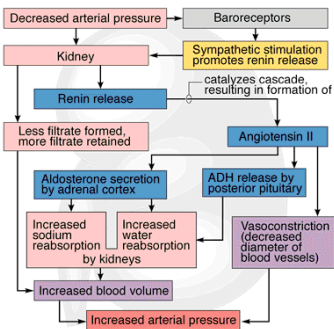 Decreased arterial pressure
Baroreceptors
Kidney
Sympathetic stimulation
promotes renin release
catalyzes cascade,
resulting in formation of
Renin release
Less filtrate formed,
more filtrate retained
Angiotensin II
Aldosterone secretion
by adrenal cortex
ADH release by
posterior pituitary
Increased
sodium
reabsorption
Increased
water
reabsorption
by kidneys
Vasoconstriction
(decreased
diameter of
blood vessels)
Increased blood volume
Increased arterial pressure